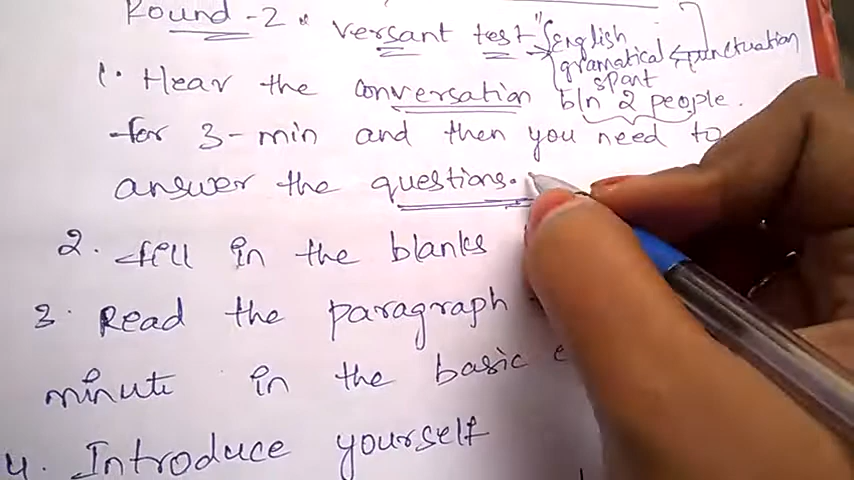 Round-2. versant test" English
gramatical punctuation
spant
1. Hear the conversation b/n 2 people.
for 3-min and then you need to
answer the questions.
2. fill in the blanks
3. Read the paragraph
minute in the basic
4. Introduce yourself